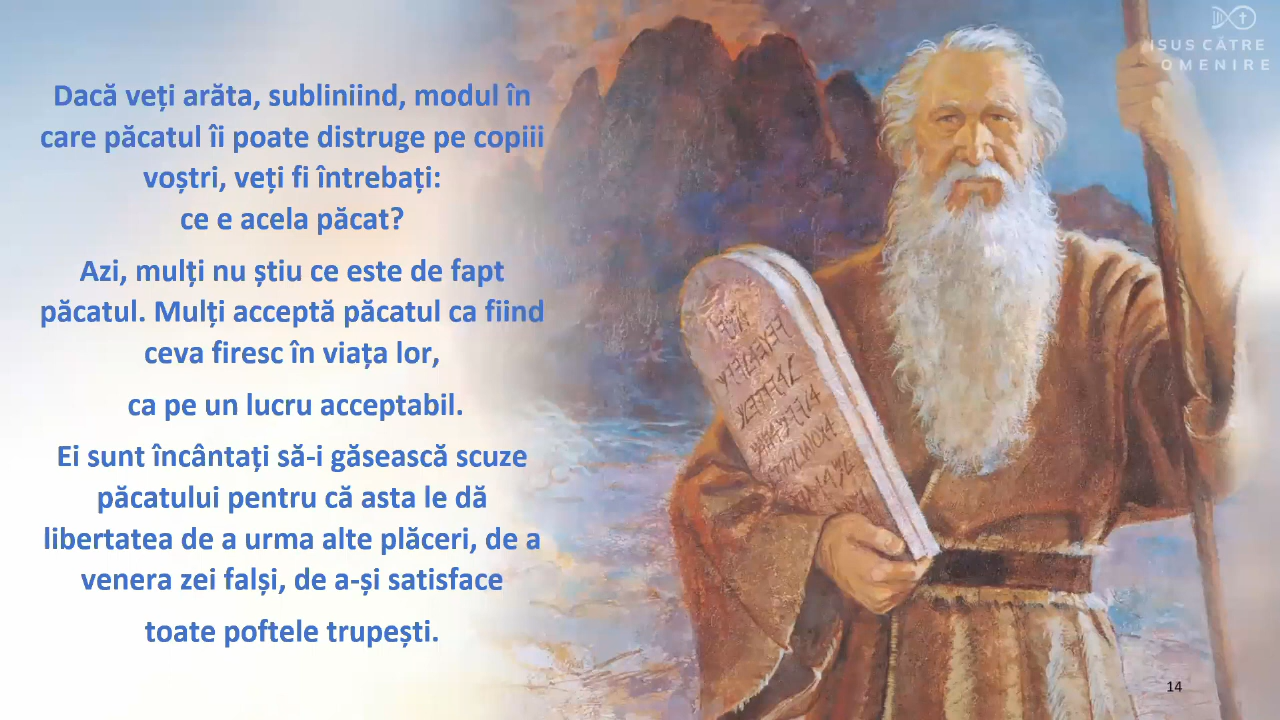 Dacă veți arăta, subliniind, modul în
care păcatul îi poate distruge pe copiii
voștri, veți fi întrebați:
ce e acela păcat?
Azi, mulți nu știu ce este de fapt
păcatul. Mulți acceptă păcatul ca fiind
ceva firesc în viața lor,
ca pe un lucru acceptabil.
Ei sunt încântați să-i găsească scuze
păcatului pentru că asta le dă
libertatea de a urma alte plăceri, de a
venera zei falși, de a-și satisface
toate poftele trupești.
ISUS CĂTRE
OMENIRE
14